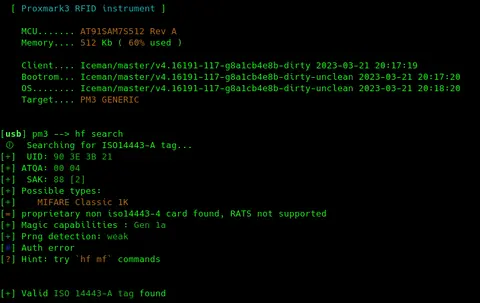 [ Proxmark3 RFID instrument ]
MCU....... AT91SAM7S512 Rev A
Memory.... 512 Kb ( 60% used )
Client.... Iceman/master/v4.16191-117-g8a1cb4e8b-dirty 2023-03-21 20:17:19
Bootrom... Iceman/master/v4.16191-117-g8a1cb4e8b-dirty-unclean 2023-03-21 20:17:20
OS........ Iceman/master/v4.16191-117-g8a1cb4e8b-dirty-unclean 2023-03-21 20:18:20
Target.... PM3 GENERIC
[usb] pm3 --> hf search
🕛 Searching for ISO14443-A tag...
[+] UID: 90 3E 3B 21
[+] ATQA: 00 04
[+] SAK: 88 [2]
[+] Possible types:
[+] MIFARE Classic 1K
[=] proprietary non iso14443-4 card found, RATS not supported
[+] Magic capabilities : Gen 1a
[+] Prng detection: weak
[#] Auth error
[?] Hint: try `hf mf` commands
[+] Valid ISO 14443-A tag found